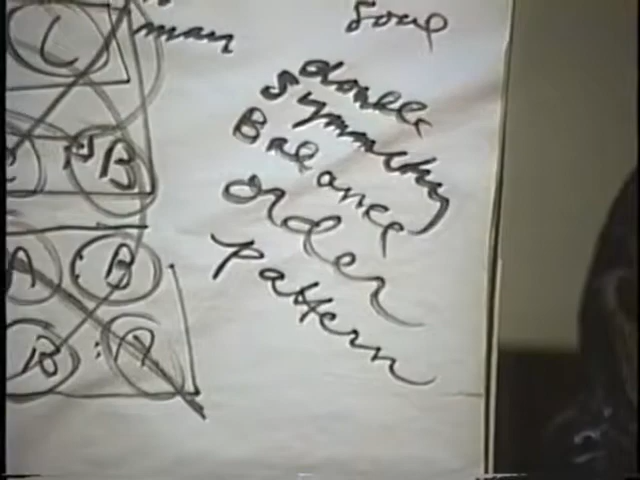 man
soul
double
symmetry
Balance
order
pattern
C
B
A B
B A